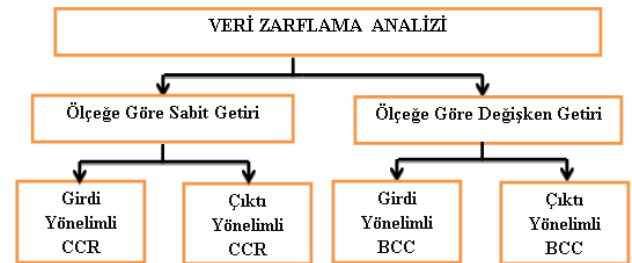 VERİ ZARFLAMA ANALİZİ
Ölçeğe Göre Sabit Getiri
Ölçeğe Göre Değişken Getiri
Girdi
Yönelimli
CCR
Çıktı
Yönelimli
CCR
Girdi
Yönelimli
BCC
Çıktı
Yönelimli
BCC